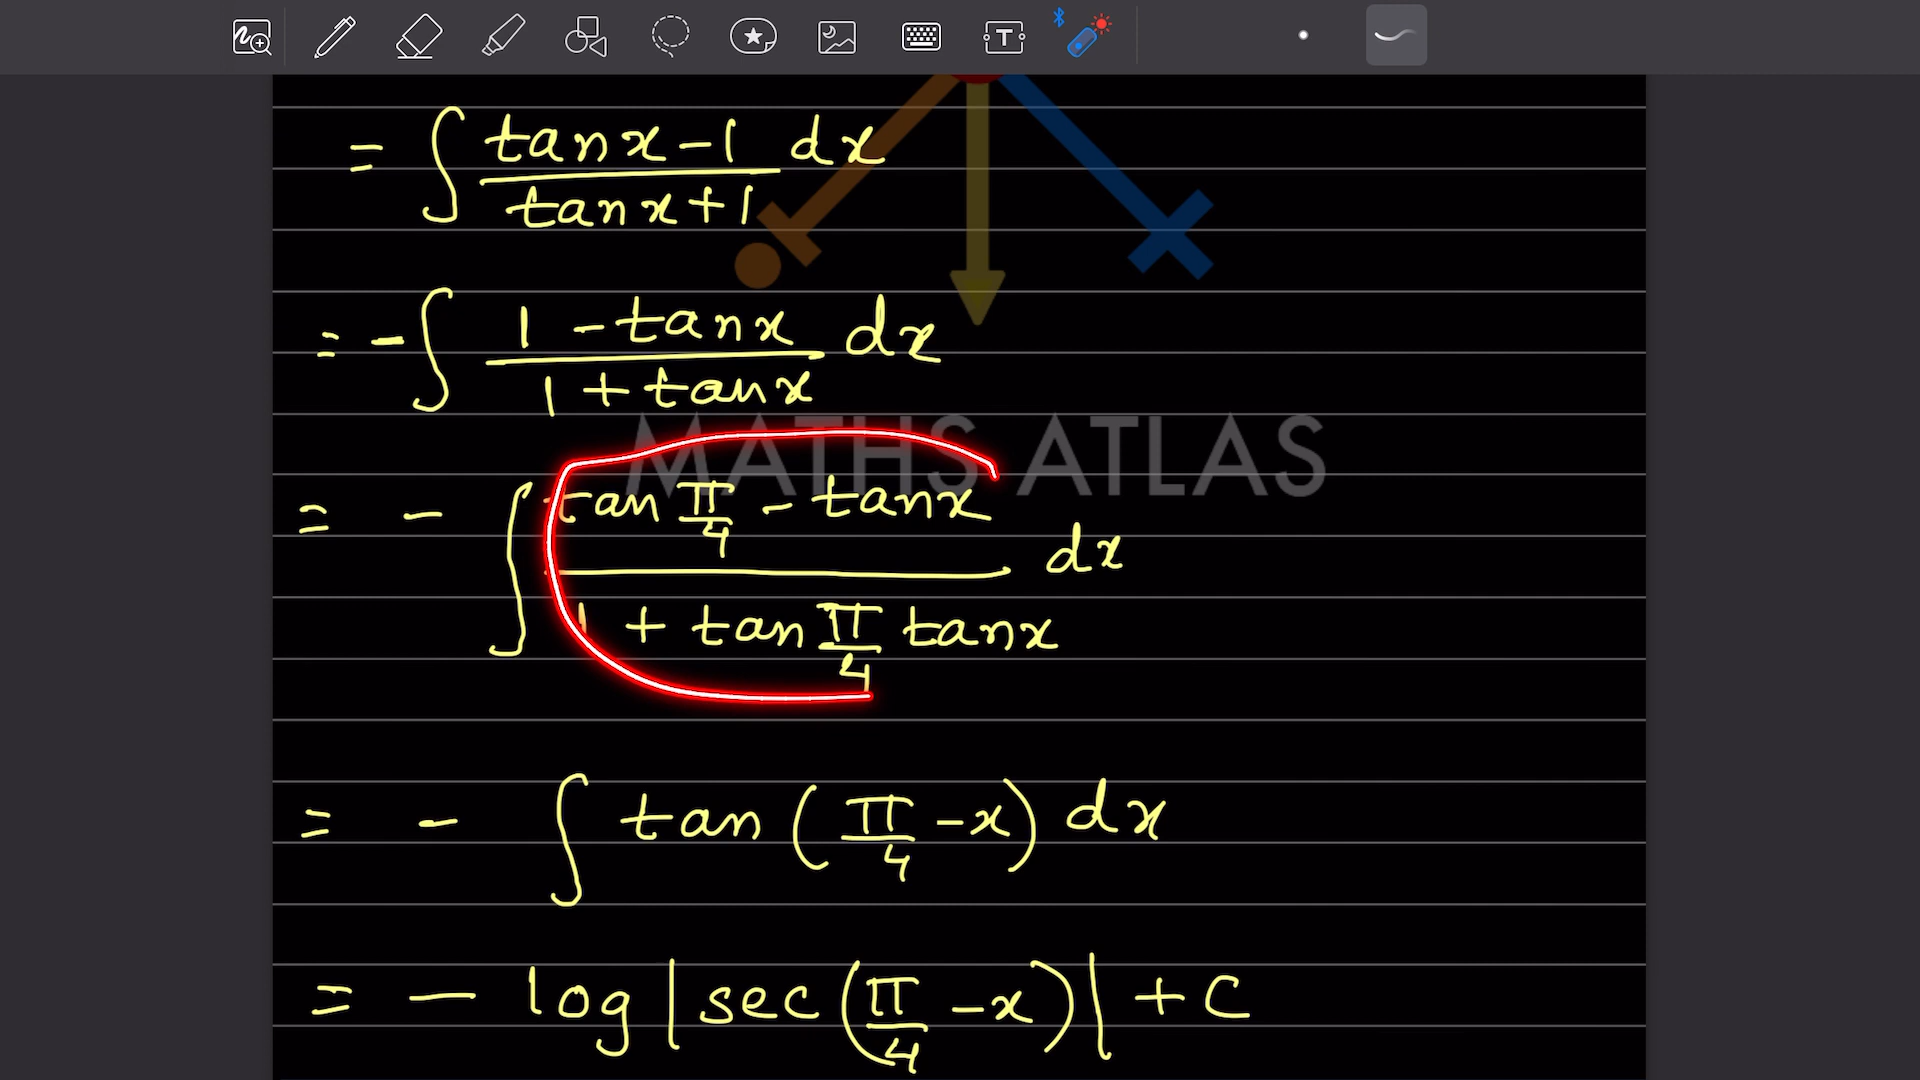 = ∫ (tanx-1)/(tanx+1) dx
= -∫ (1-tanx)/(1+tanx) dx
MATHS ATLAS
= - ∫ (tan π/4 - tanx)/(1 + tan π/4 tanx) dx
= - ∫ tan (π/4 - x) dx
= - log |sec (π/4 - x)| + C